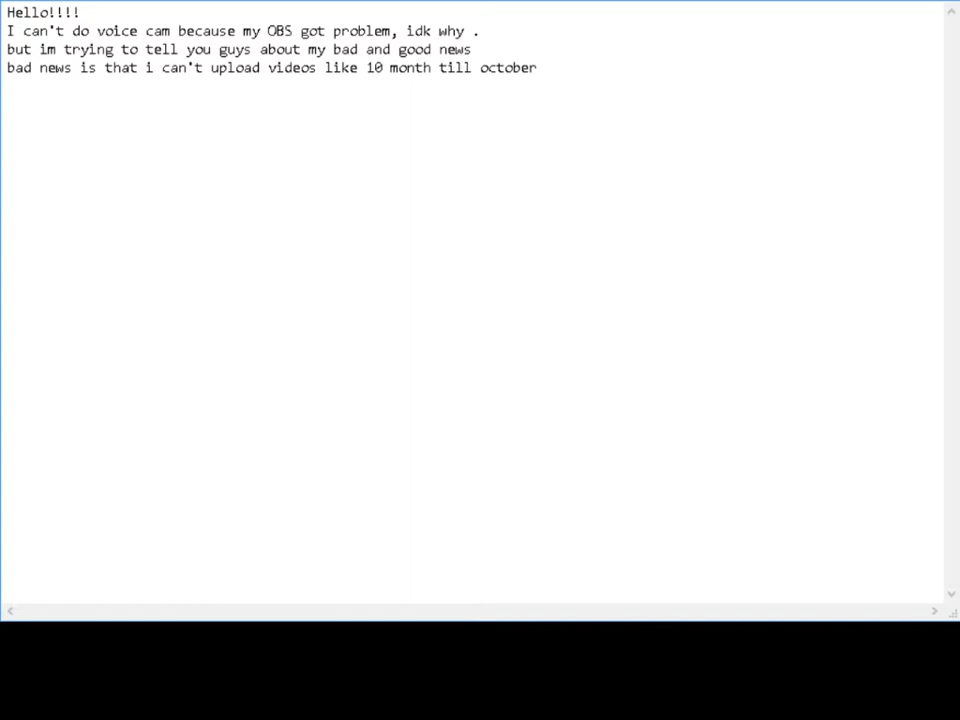 Hello!!!!
I can't do voice cam because my OBS got problem, idk why .
but im trying to tell you guys about my bad and good news
bad news is that i can't upload videos like 10 month till october